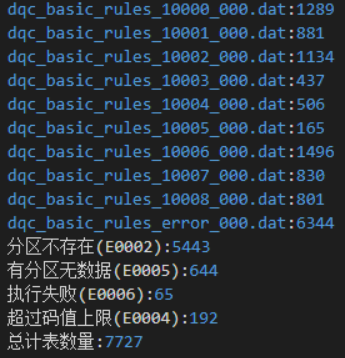 dqc_basic_rules_10000_000.dat:1289
dqc_basic_rules_10001_000.dat:881
dqc_basic_rules_10002_000.dat:1134
dqc_basic_rules_10003_000.dat:437
dqc_basic_rules_10004_000.dat:506
dqc_basic_rules_10005_000.dat:165
dqc_basic_rules_10006_000.dat:1496
dqc_basic_rules_10007_000.dat:830
dqc_basic_rules_10008_000.dat:801
dqc_basic_rules_error_000.dat:6344
分区不存在(E0002):5443
有分区无数据(E0005):644
执行失败(E0006):65
超过码值上限(E0004):192
总计表数量:7727